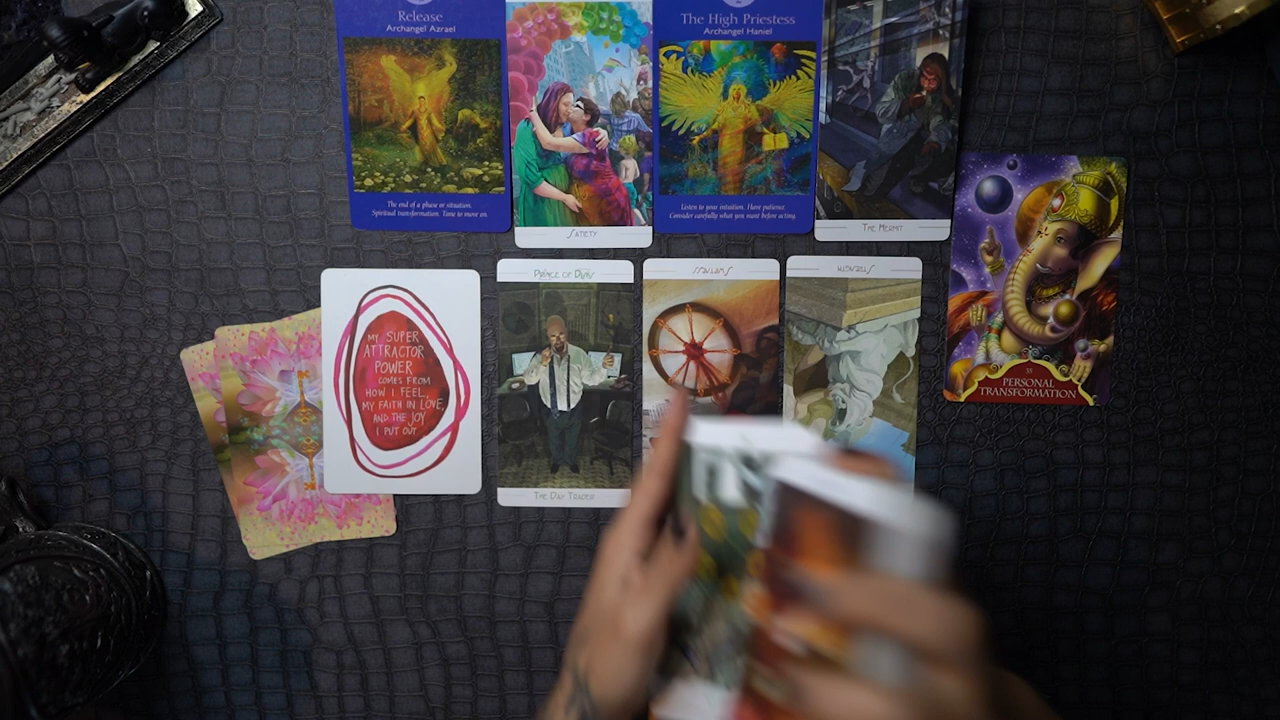 Release
Archangel Azrael
The end of a phase or situation.
Spiritual transformation. Time to move on.
SATIETY
The High Priestess
Archangel Haniel
Listen to your intuition. Have patience.
Consider carefully what you want before acting.
THE HERMIT
55
PERSONAL
TRANSFORMATION
MY SUPER
ATTRACTOR
POWER
COMES FROM
HOW I FEEL,
MY FAITH IN LOVE,
AND THE JOY
I PUT OUT.
PRINCE OF DISKS
THE DAY TRADER
STRENGTH